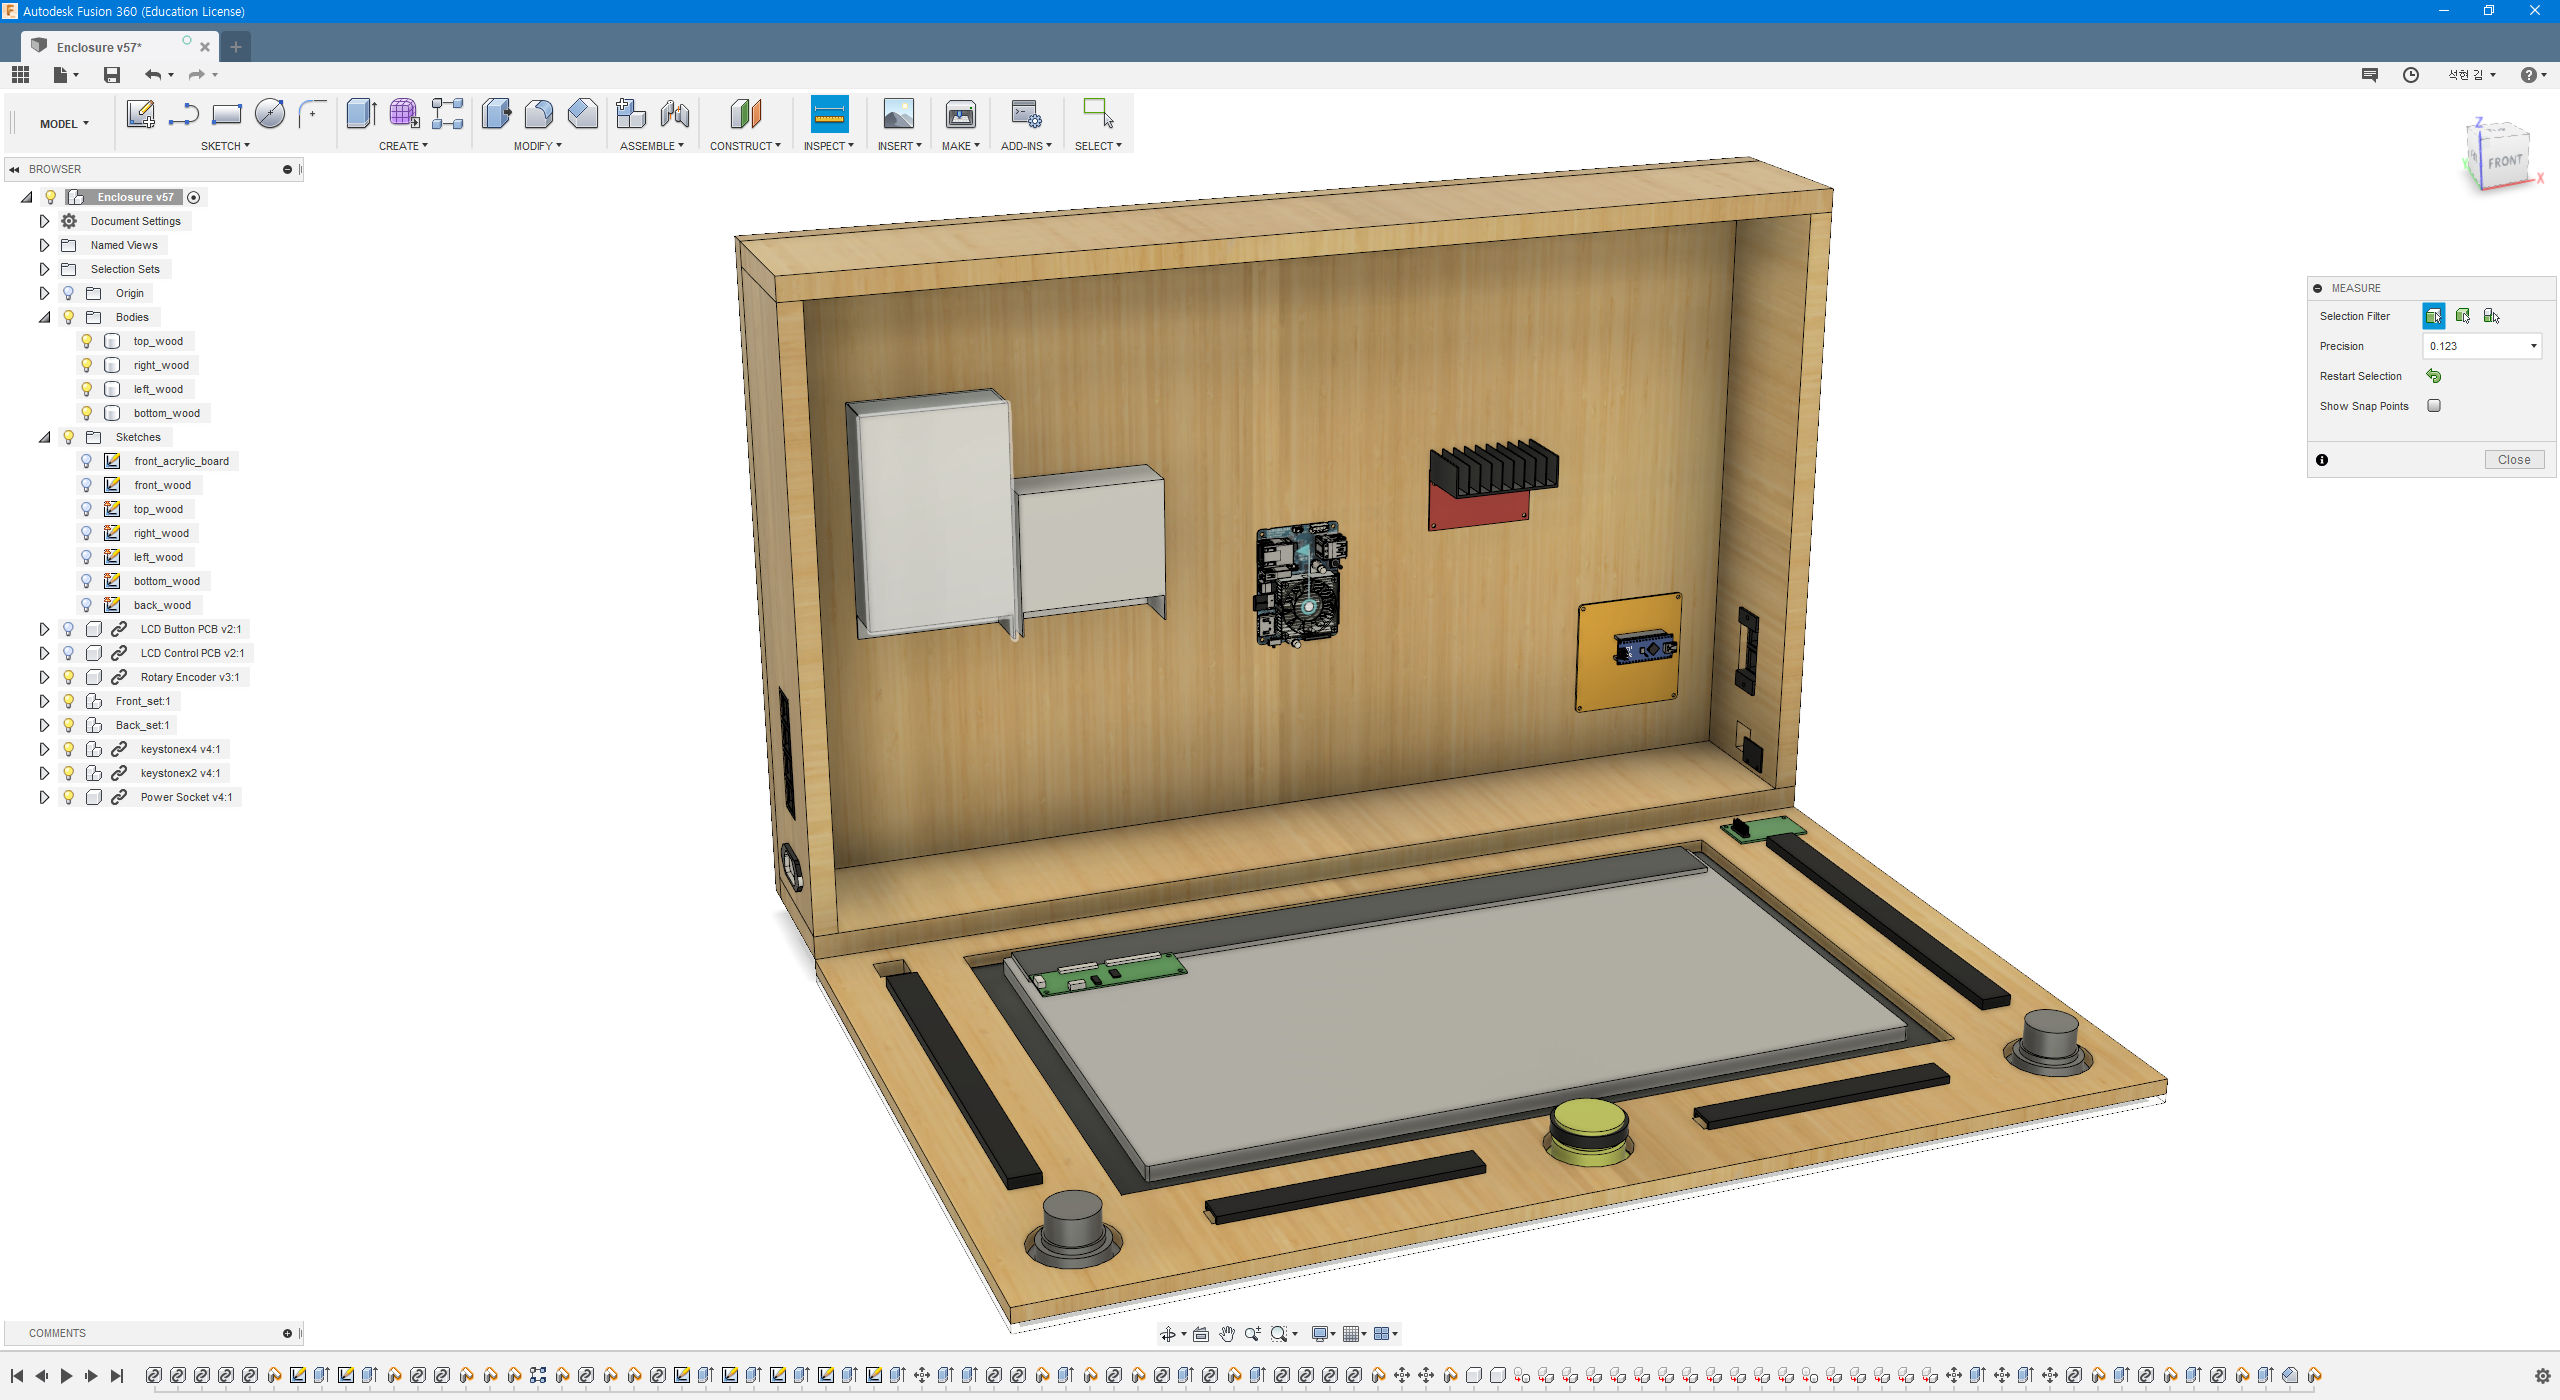 Autodesk Fusion 360 (Education License)
Enclosure v57*
석현 김
MODEL
SKETCH
CREATE
MODIFY
ASSEMBLE
CONSTRUCT
INSPECT
INSERT
MAKE
ADD-INS
SELECT
BROWSER
Enclosure v57
Document Settings
Named Views
Selection Sets
Origin
Bodies
top_wood
right_wood
left_wood
bottom_wood
Sketches
front_acrylic_board
front_wood
top_wood
right_wood
left_wood
bottom_wood
back_wood
LCD Button PCB v2:1
LCD Control PCB v2:1
Rotary Encoder v3:1
Front_set:1
Back_set:1
keystonex4 v4:1
keystonex2 v4:1
Power Socket v4:1
Z
FRONT
X
MEASURE
Selection Filter
Precision
0.123
Restart Selection
Show Snap Points
Close
COMMENTS